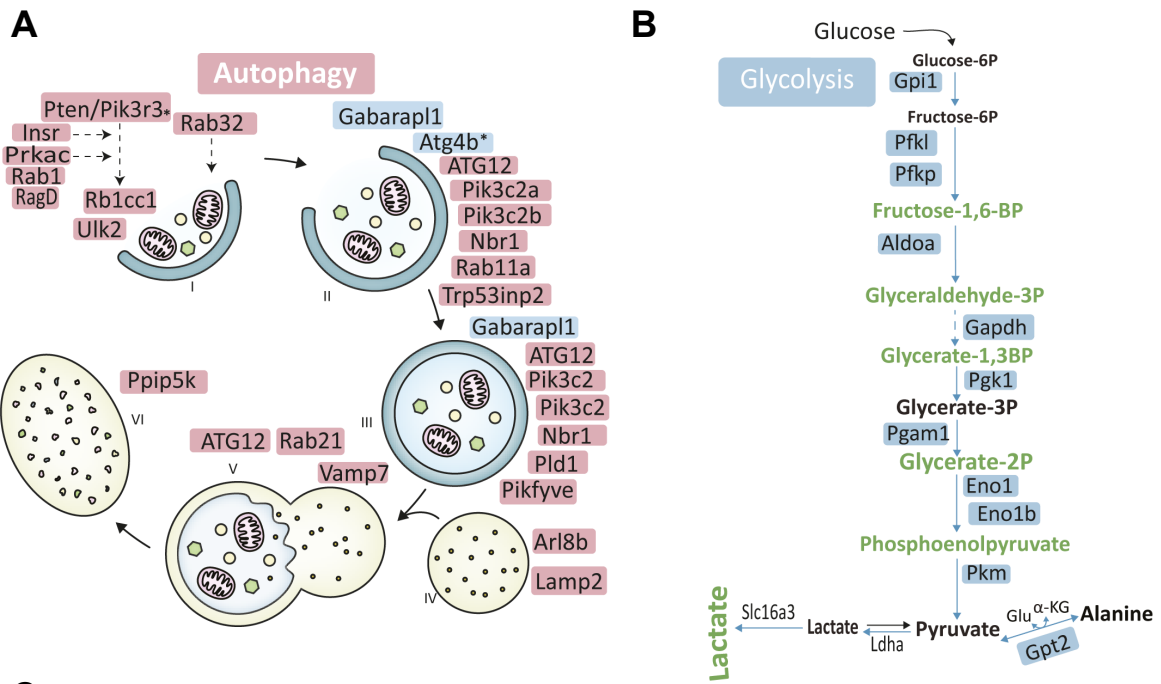 A
Autophagy
Pten/Pik3r3*
Rab32
Insr
Prkac
Rab1
RagD
Rb1cc1
Ulk2
I
Gabarapl1
Atg4b*
ATG12
Pik3c2a
Pik3c2b
Nbr1
Rab11a
Trp53inp2
II
Gabarapl1
ATG12
Pik3c2
Pik3c2
Nbr1
Pld1
Pikfyve
III
Arl8b
Lamp2
IV
ATG12
Rab21
Vamp7
V
Ppip5k
VI
B
Glycolysis
Glucose
Glucose-6P
Gpi1
Fructose-6P
Pfkl
Pfkp
Fructose-1,6-BP
Aldoa
Glyceraldehyde-3P
Gapdh
Glycerate-1,3BP
Pgk1
Glycerate-3P
Pgam1
Glycerate-2P
Eno1
Eno1b
Phosphoenolpyruvate
Pkm
Lactate
Slc16a3
Lactate
Ldha
Pyruvate
Glu
α-KG
Alanine
Gpt2